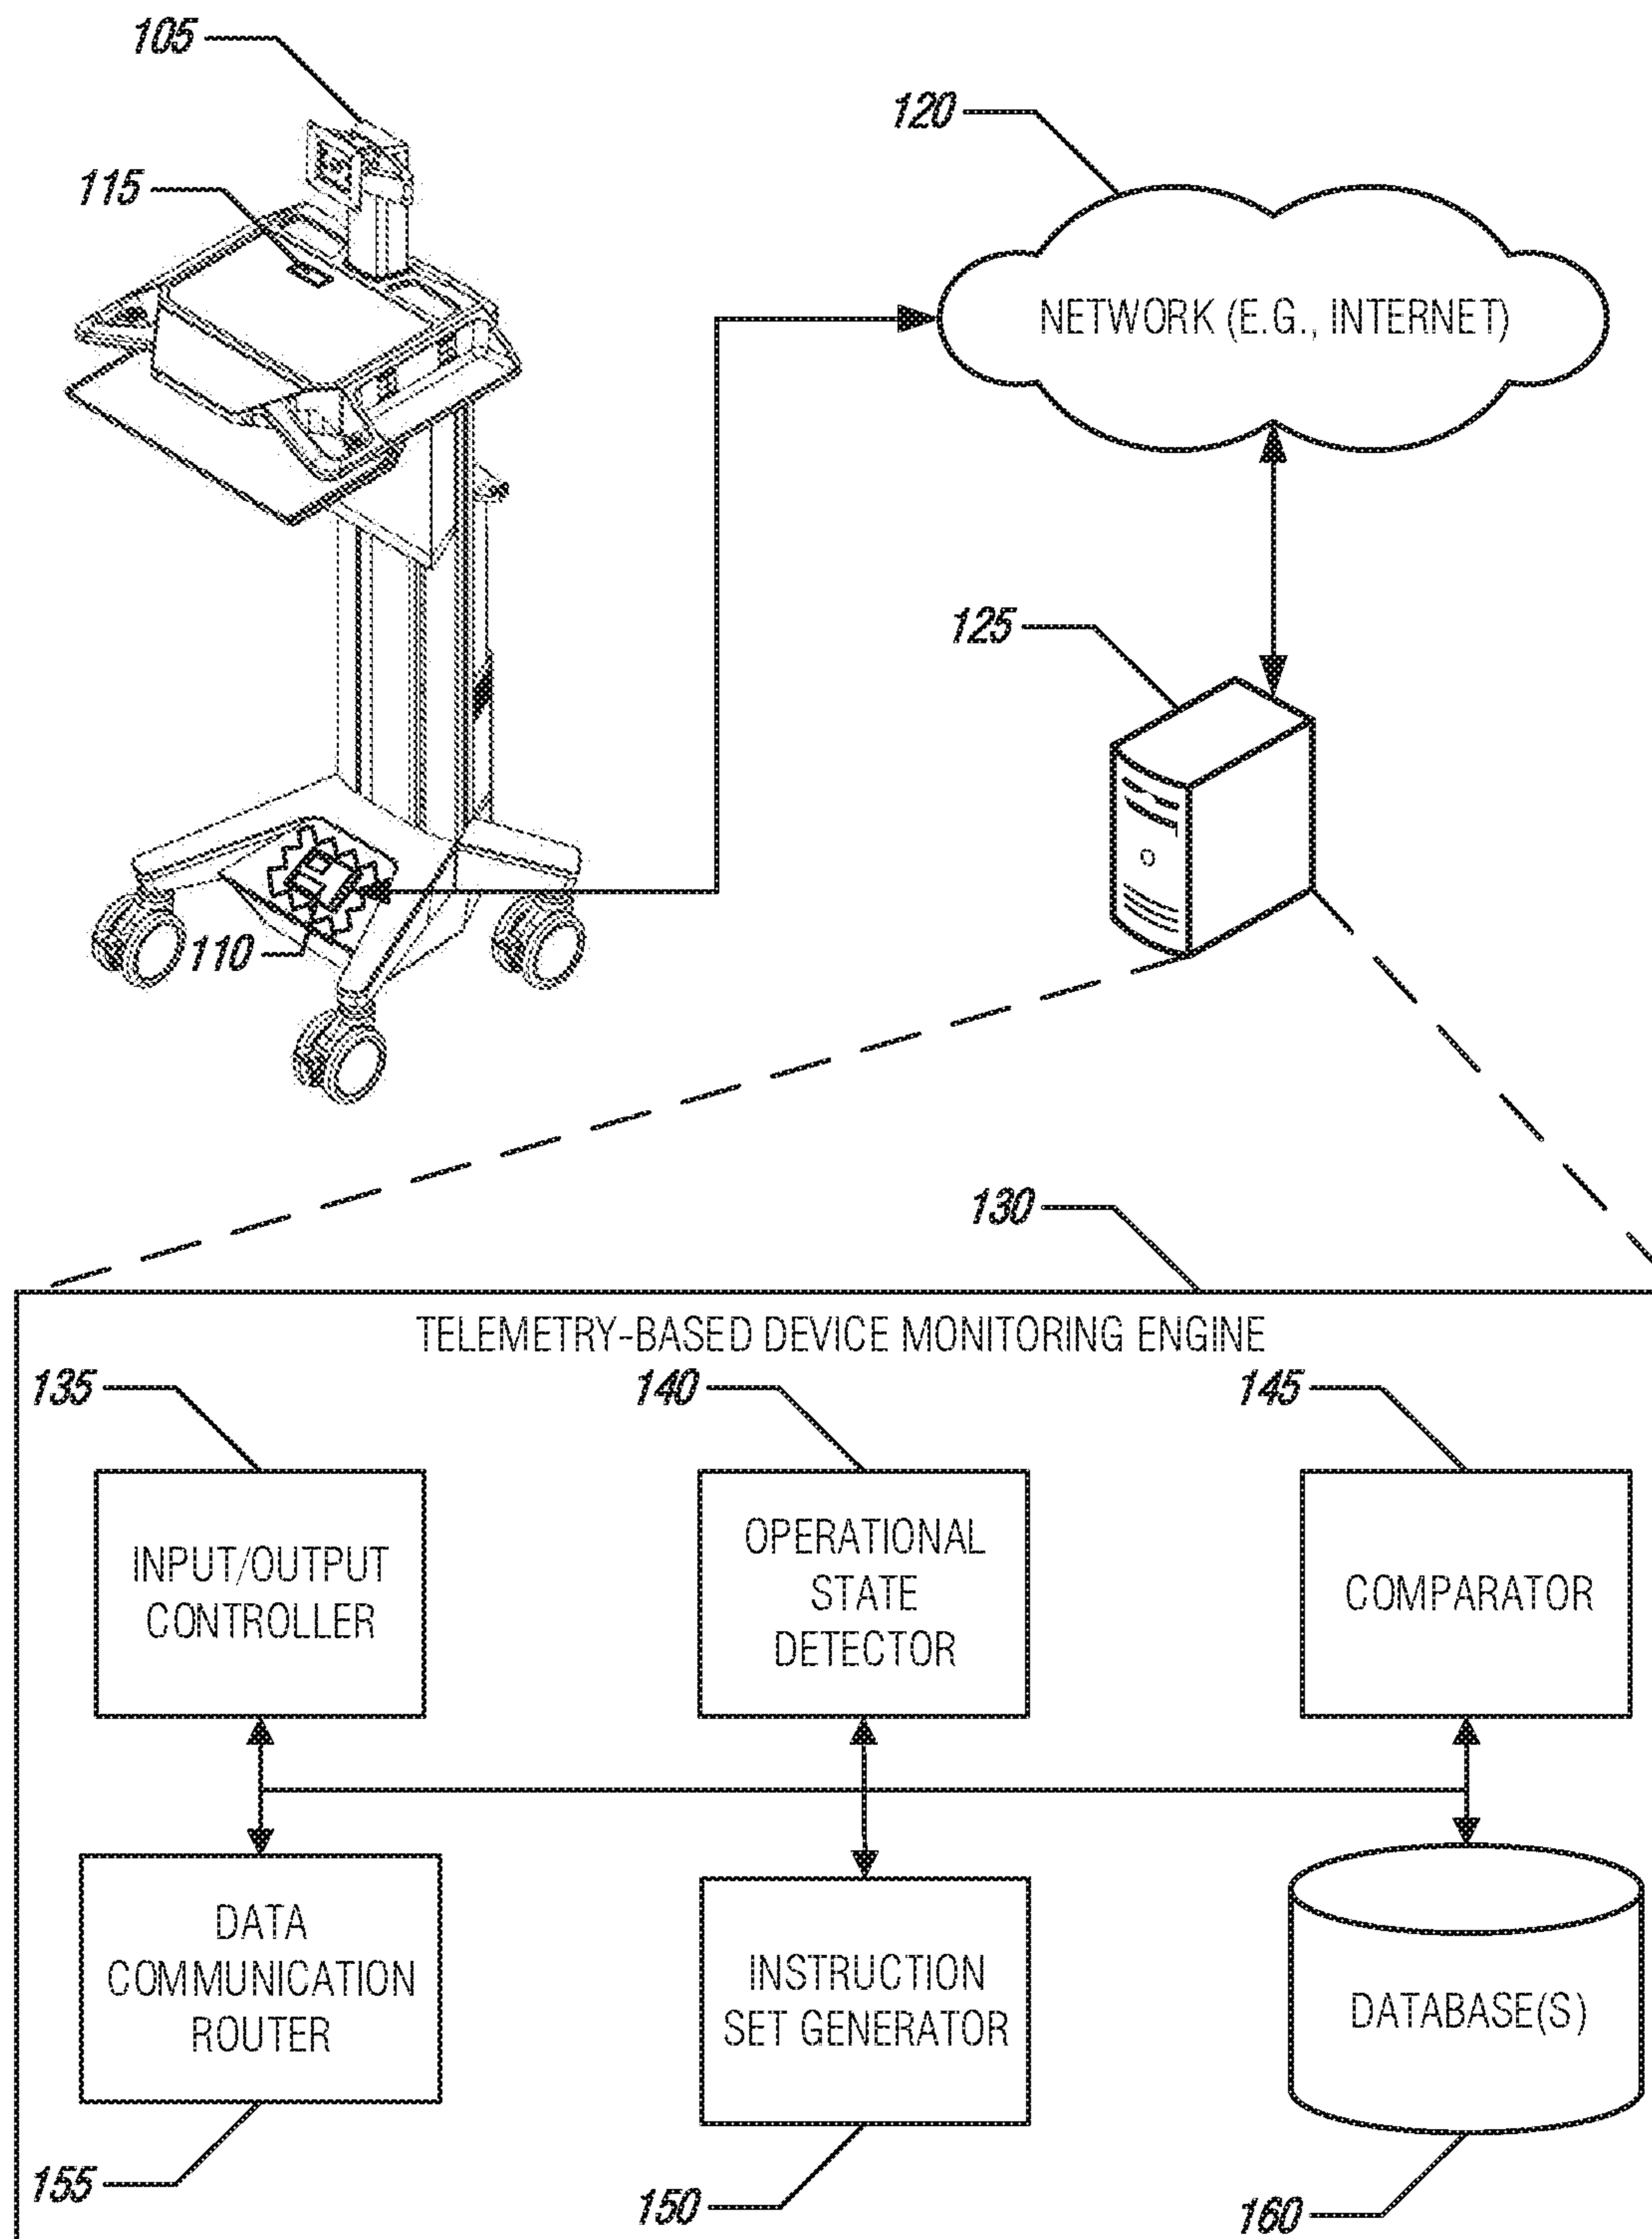 105
120
115
NETWORK (E.G., INTERNET)
125
110
130
TELEMETRY-BASED DEVICE MONITORING ENGINE
135
140
145
INPUT/OUTPUT
CONTROLLER
OPERATIONAL
STATE
DETECTOR
COMPARATOR
DATA
COMMUNICATION
ROUTER
INSTRUCTION
SET GENERATOR
DATABASE(S)
155
150
160